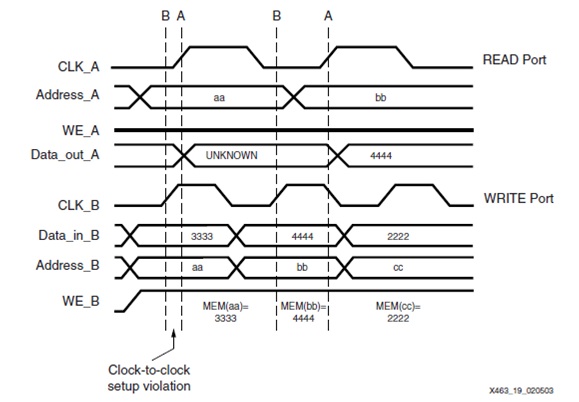 B A B A
CLK_A READ Port
Address_A aa bb
WE_A
Data_out_A UNKNOWN 4444
CLK_B WRITE Port
Data_in_B 3333 4444 2222
Address_B aa bb cc
WE_B MEM(aa)= MEM(bb)= MEM(cc)=
3333 4444 2222
Clock-to-clock
setup violation
X463_19_020503